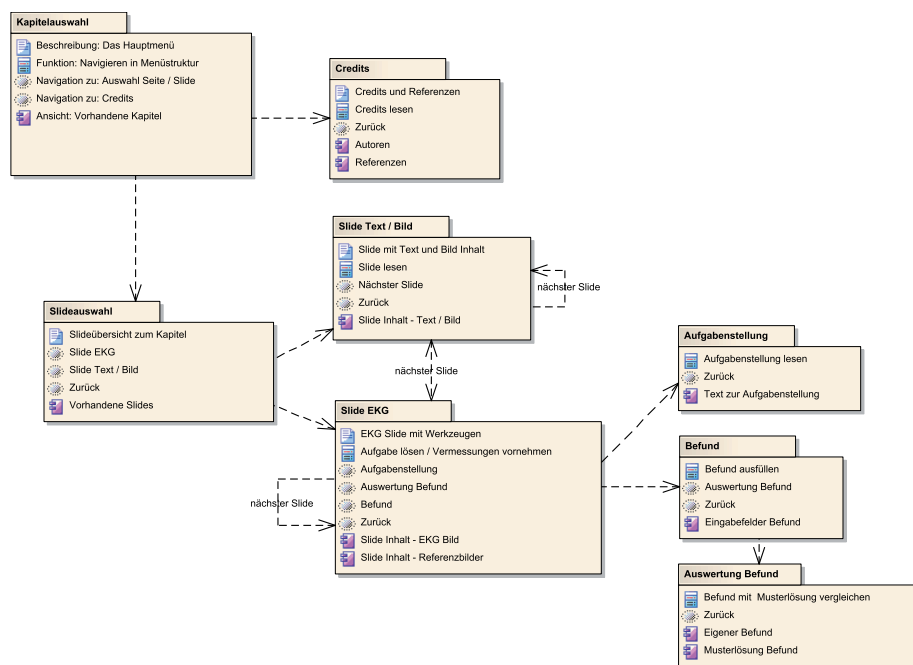 Kapitelauswahl
Beschreibung: Das Hauptmenü
Funktion: Navigieren in Menüstruktur
Navigation zu: Auswahl Seite / Slide
Navigation zu: Credits
Ansicht: Vorhandene Kapitel
Credits
Credits und Referenzen
Credits lesen
Zurück
Autoren
Referenzen
Slide Text / Bild
Slide mit Text und Bild Inhalt
Slide lesen
Nächster Slide
Zurück
Slide Inhalt - Text / Bild
nächster Slide
Slideauswahl
Slideübersicht zum Kapitel
Slide EKG
Slide Text / Bild
Zurück
Vorhandene Slides
nächster Slide
Slide EKG
EKG Slide mit Werkzeugen
Aufgabe lösen / Vermessungen vornehmen
Aufgabenstellung
Auswertung Befund
Befund
Zurück
Slide Inhalt - EKG Bild
Slide Inhalt - Referenzbilder
nächster Slide
Aufgabenstellung
Aufgabenstellung lesen
Zurück
Text zur Aufgabenstellung
Befund
Befund ausfüllen
Auswertung Befund
Zurück
Eingabefelder Befund
Auswertung Befund
Befund mit  Musterlösung vergleichen
Zurück
Eigener Befund
Musterlösung Befund